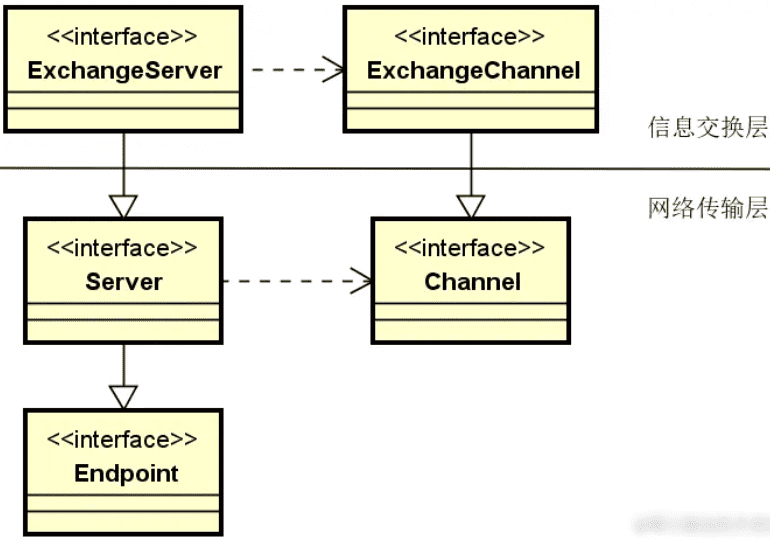 <<interface>>
ExchangeServer
<<interface>>
ExchangeChannel
信息交换层
网络传输层
<<interface>>
Server
<<interface>>
Channel
<<interface>>
Endpoint